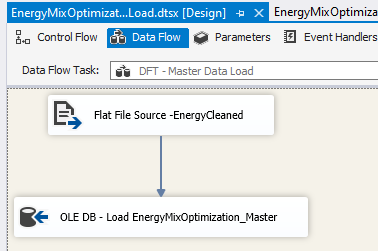 EnergyMixOptimizat...Load.dtsx [Design] EnergyMixOptimiza
Control Flow Data Flow Parameters Event Handlers
Data Flow Task: DFT - Master Data Load
Flat File Source -EnergyCleaned
OLE DB - Load EnergyMixOptimization_Master